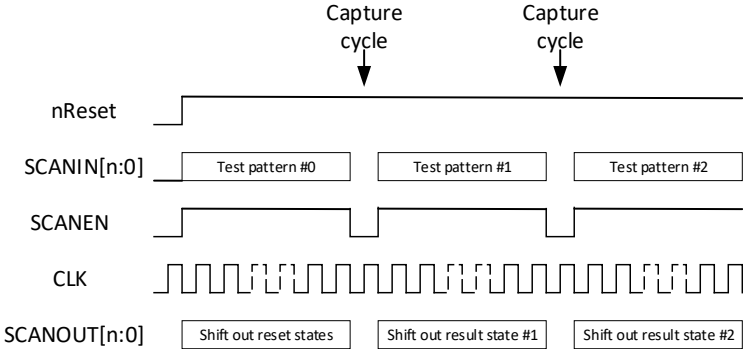 Capture
cycle
Capture
cycle
nReset
SCANIN[n:0]
Test pattern #0
Test pattern #1
Test pattern #2
SCANEN
CLK
SCANOUT[n:0]
Shift out reset states
Shift out result state #1
Shift out result state #2